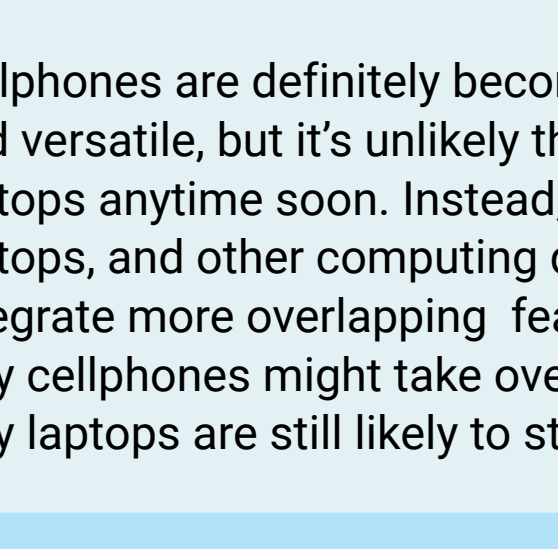 lphones are definitely beco
d versatile, but it’s unlikely th
tops anytime soon. Instead,
tops, and other computing
egrate more overlapping  fea
y cellphones might take ove
y laptops are still likely to st